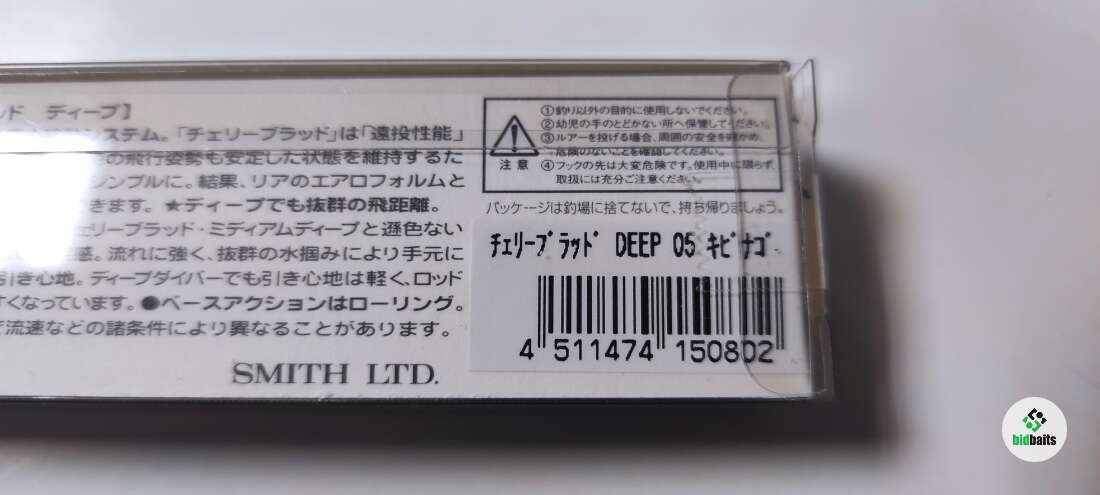 ッド ディープ】
システム。「チェリーブラッド」は「遠投性能」
の飛行姿勢も安定した状態を維持するた
シンプルに。結果、リアのエアロフォルムと
きます。★ディープでも抜群の飛距離。
ェリーブラッド・ミディアムディープと遜色ない
感。流れに強く、抜群の水掴みにより手元に
引き心地。ディープダイバーでも引き心地は軽く、ロッド
すくなっています。●ベースアクションはローリング。
流速などの諸条件により異なることがあります。
SMITH LTD.
注意
①釣り以外の目的に使用しないでください。
②幼児の手のとどかない所へ保管してください。
③ルアーを投げる場合、周囲の安全を確かめ、
危険のないことを確認してください。
④フックの先は大変危険です。使用中に限らず、
取扱には充分ご注意ください。
パッケージは釣場に捨てないで、持ち帰りましょう。
ﾁｪﾘｰﾌﾞﾗｯﾄﾞ DEEP 05 ｷﾋﾞﾅｺﾞ
4 511474 150802
bidbaits